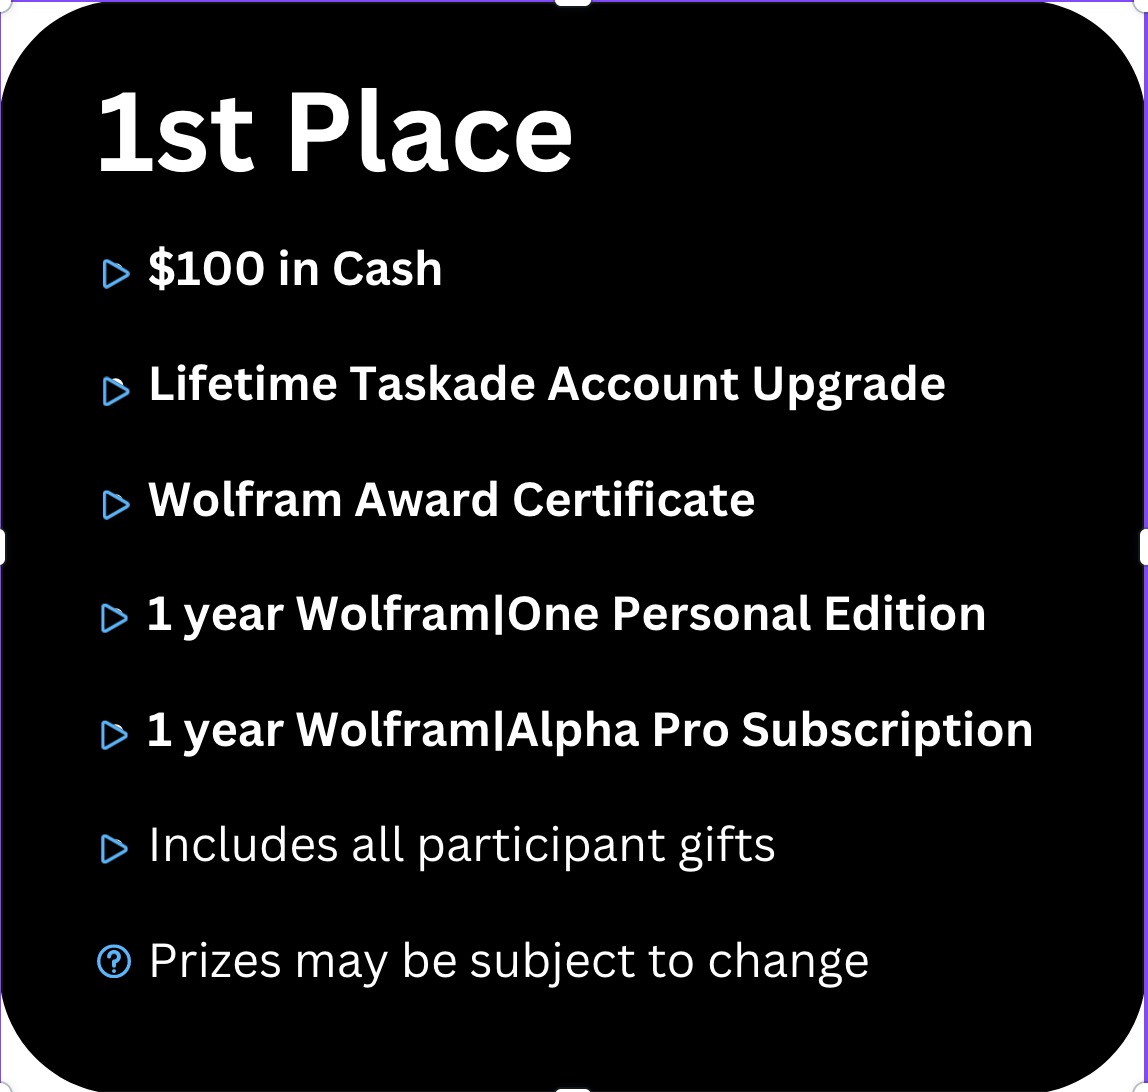 1st Place
$100 in Cash
Lifetime Taskade Account Upgrade
Wolfram Award Certificate
1 year Wolfram|One Personal Edition
1 year Wolfram|Alpha Pro Subscription
Includes all participant gifts
Prizes may be subject to change